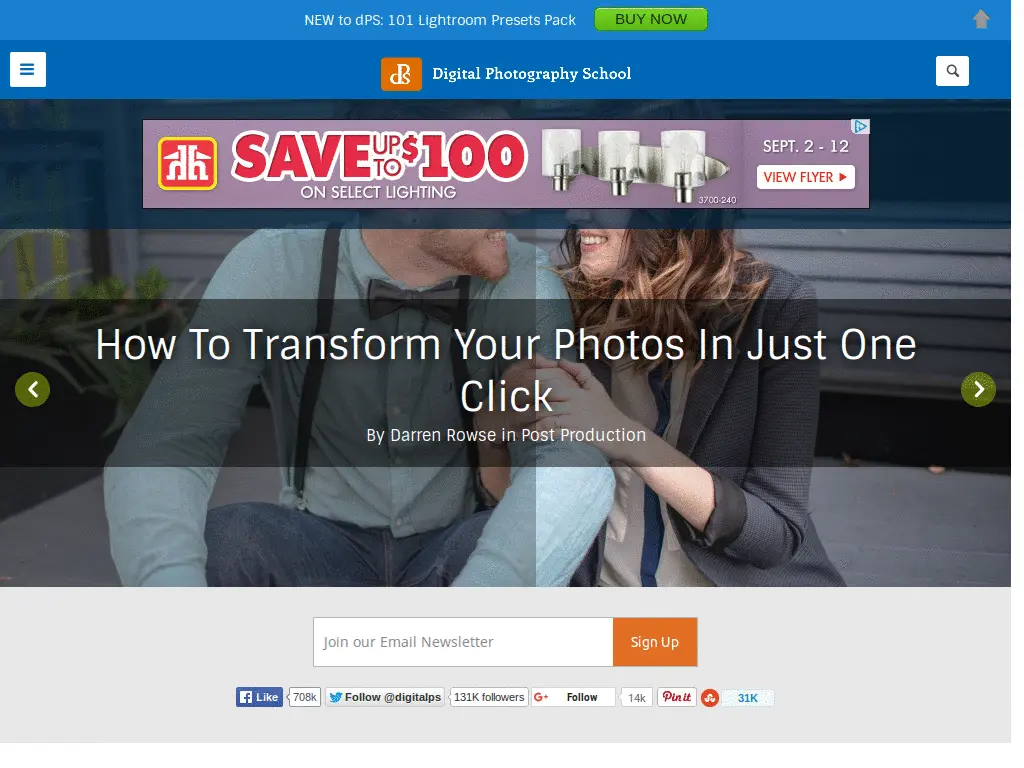 NEW to dPS: 101 Lightroom Presets Pack BUY NOW
dPS Digital Photography School
SAVE UP TO $100
ON SELECT LIGHTING
3700-240
SEPT. 2 - 12
VIEW FLYER
How To Transform Your Photos In Just One
Click
By Darren Rowse in Post Production
Join our Email Newsletter Sign Up
Like 708k Follow @digitalps 131K followers G+ Follow 14k Pin it 31K